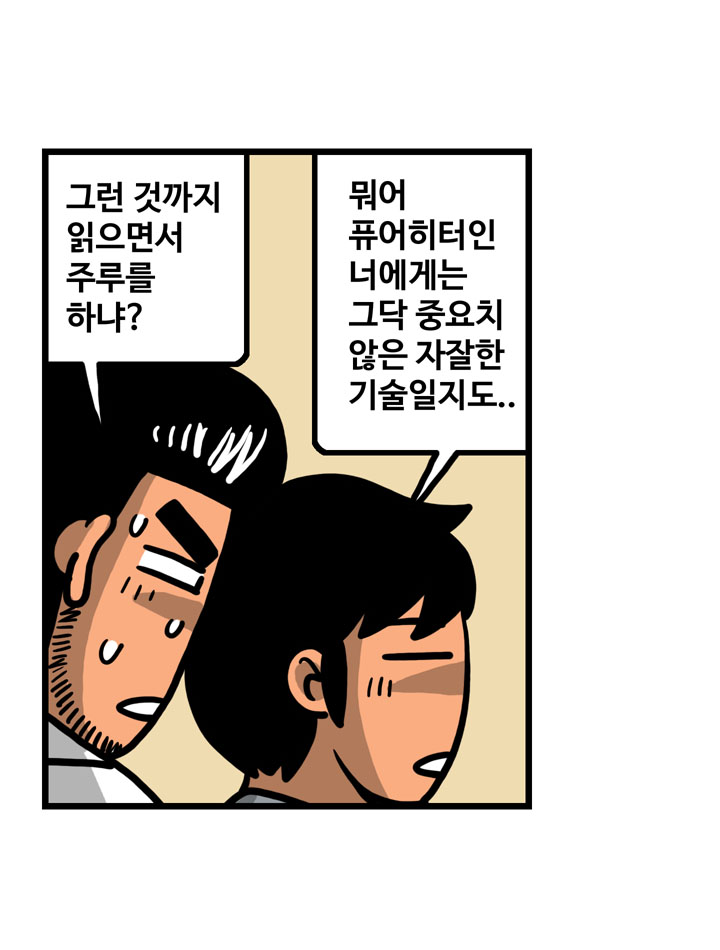 그런 것까지
읽으면서
주루를
하냐?
뭐어
퓨어히터인
너에게는
그닥 중요치
않은 자잘한
기술일지도..